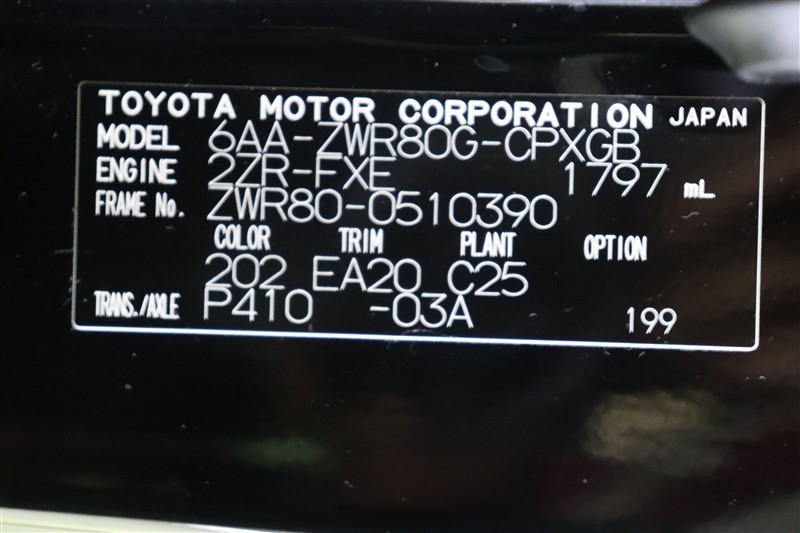 TOYOTA MOTOR CORPORATION JAPAN
MODEL 6AA-ZWR80G-CPXGB
ENGINE 2ZR-FXE 1797 mL
FRAME No. ZWR80-0510390
COLOR TRIM PLANT OPTION
202 EA20 C25
TRANS./AXLE P410 -03A 199